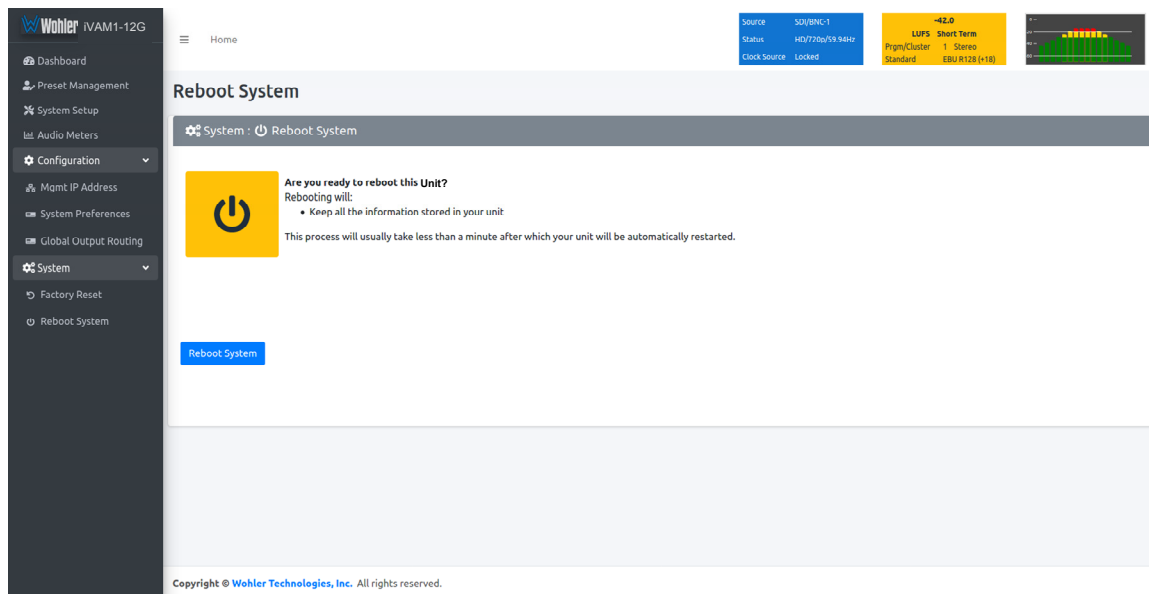 Wohler iVAM1-12G
Dashboard
Preset Management
System Setup
Audio Meters
Configuration
Mgmt IP Address
System Preferences
Global Output Routing
System
Factory Reset
Reboot System
Home
Source SDI/BNC-1
Status HD/720p/59.94Hz
Clock Source Locked
-42.0
LUFS Short Term
Prgm/Cluster 1 Stereo
Standard EBU R128 (+18)
Reboot System
System : Reboot System
Are you ready to reboot this Unit?
Rebooting will:
• Keep all the information stored in your unit
This process will usually take less than a minute after which your unit will be automatically restarted.
Reboot System
Copyright © Wohler Technologies, Inc. All rights reserved.